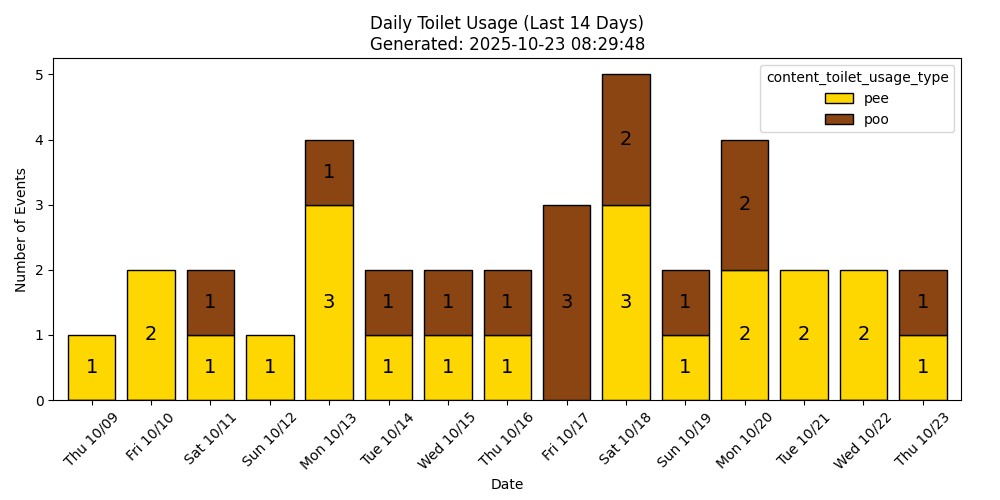 Daily Toilet Usage (Last 14 Days)
Generated: 2025-10-23 08:29:48
content_toilet_usage_type
pee
poo
Number of Events
5
4
3
2
1
0
2
1
2
1
3
1
1
1
3
1
2
1
2
2
1
1
2
1
1
3
1
1
1
1
2
2
1
Thu 10/09
Fri 10/10
Sat 10/11
Sun 10/12
Mon 10/13
Tue 10/14
Wed 10/15
Thu 10/16
Fri 10/17
Sat 10/18
Sun 10/19
Mon 10/20
Tue 10/21
Wed 10/22
Thu 10/23
Date